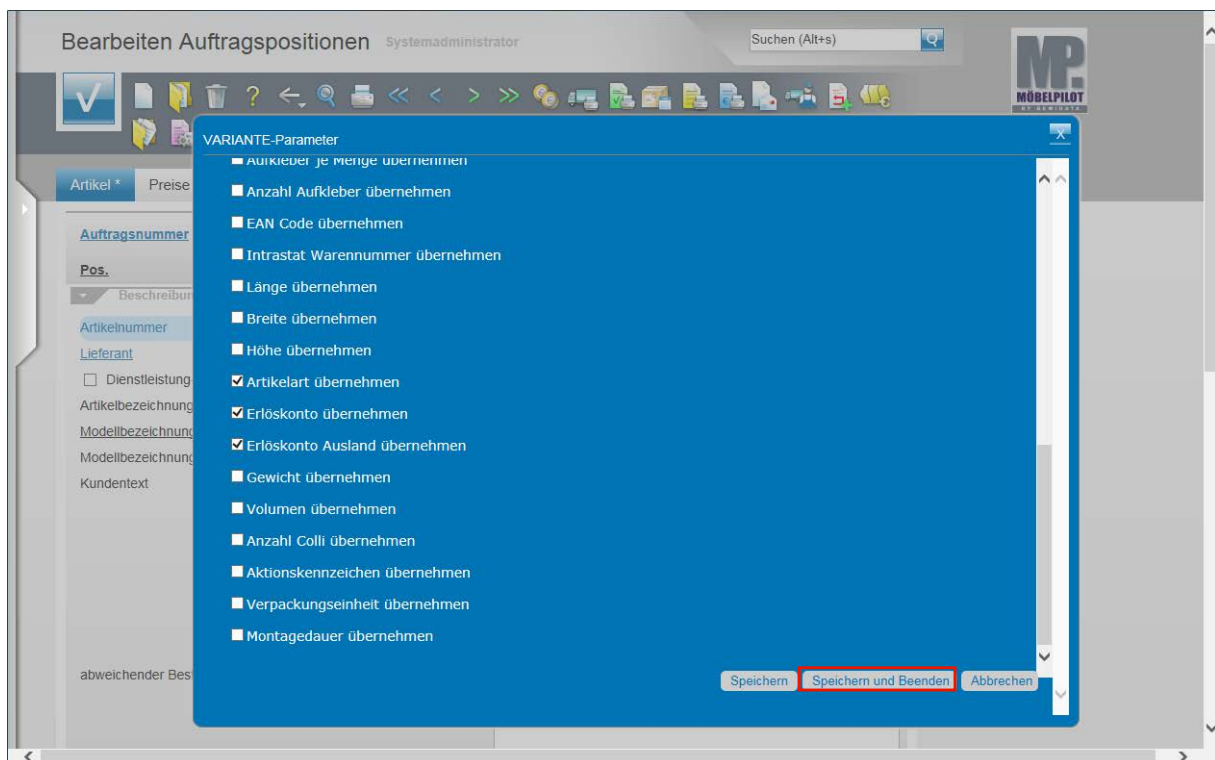 Bearbeiten Auftragspositionen Systemadministrator
Suchen (Alt+s)
MP
MÖBELPILOT
VARIANTE-Parameter
X
Artikel * Preise
Aufkleber je Menge übernehmen
Anzahl Aufkleber übernehmen
EAN Code übernehmen
Auftragsnummer
Intrastat Warennummer übernehmen
Pos.
Länge übernehmen
Beschreibun
Breite übernehmen
Artikelnummer
Höhe übernehmen
Lieferant
Dienstleistung
Artikelart übernehmen
Artikelbezeichnung
Erlöskonto übernehmen
Modellbezeichnung
Erlöskonto Ausland übernehmen
Modellbezeichnung
Gewicht übernehmen
Kundentext
Volumen übernehmen
Anzahl Colli übernehmen
Aktionskennzeichen übernehmen
Verpackungseinheit übernehmen
Montagedauer übernehmen
abweichender Bes
Speichern Speichern und Beenden Abbrechen